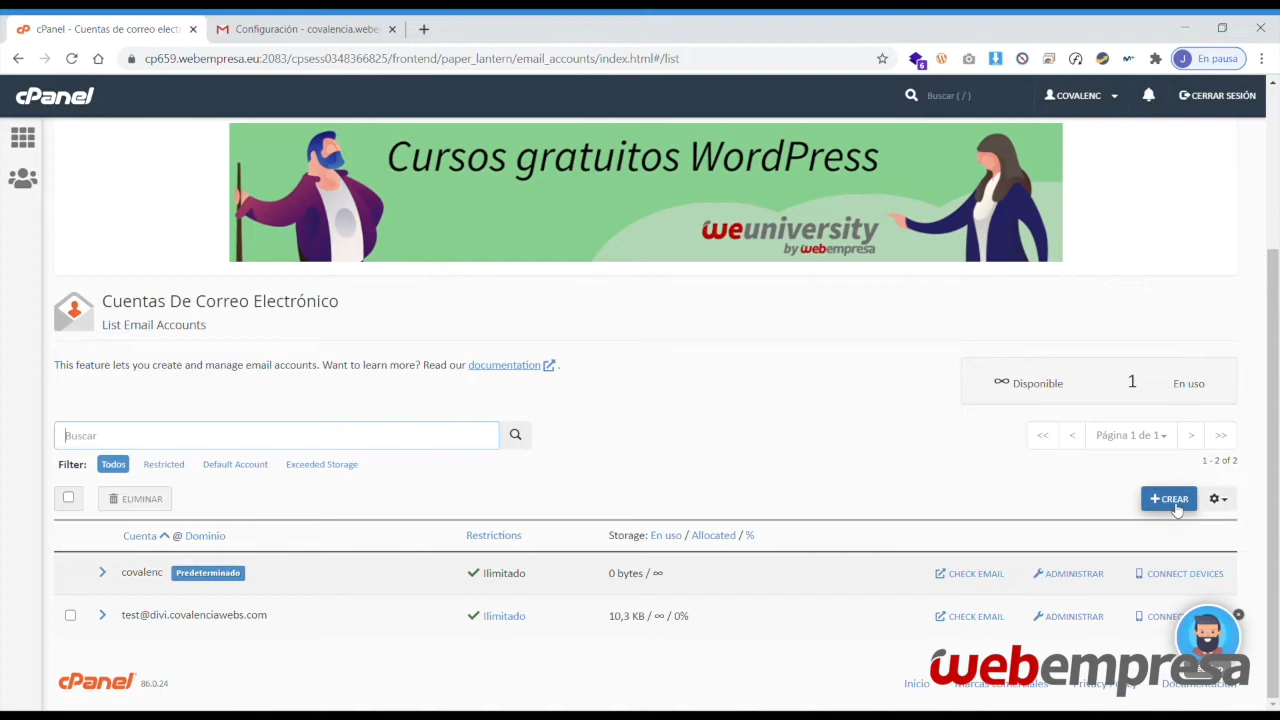 cPanel - Cuentas de correo electr
Configuración - covalencia.webe
cp659.webempresa.eu:2083/cpsess0348366825/frontend/paper_lantern/email_accounts/index.html#/list
6
J En pausa
cPanel
Buscar ( / )
COVALENC
CERRAR SESIÓN
Cursos gratuitos WordPress
weuniversity
by webempresa
Cuentas De Correo Electrónico
List Email Accounts
This feature lets you create and manage email accounts. Want to learn more? Read our documentation .
∞ Disponible 1 En uso
Buscar
<< < Página 1 de 1 > >>
Filter: Todos Restricted Default Account Exceeded Storage
1 - 2 of 2
ELIMINAR
+ CREAR
Cuenta @ Dominio Restrictions Storage: En uso / Allocated / %
covalenc Predeterminado Ilimitado 0 bytes / ∞ CHECK EMAIL ADMINISTRAR CONNECT DEVICES
test@divi.covalenciawebs.com Ilimitado 10,3 KB / ∞ / 0% CHECK EMAIL ADMINISTRAR
webempresa
cPanel 86.0.24
Inicio